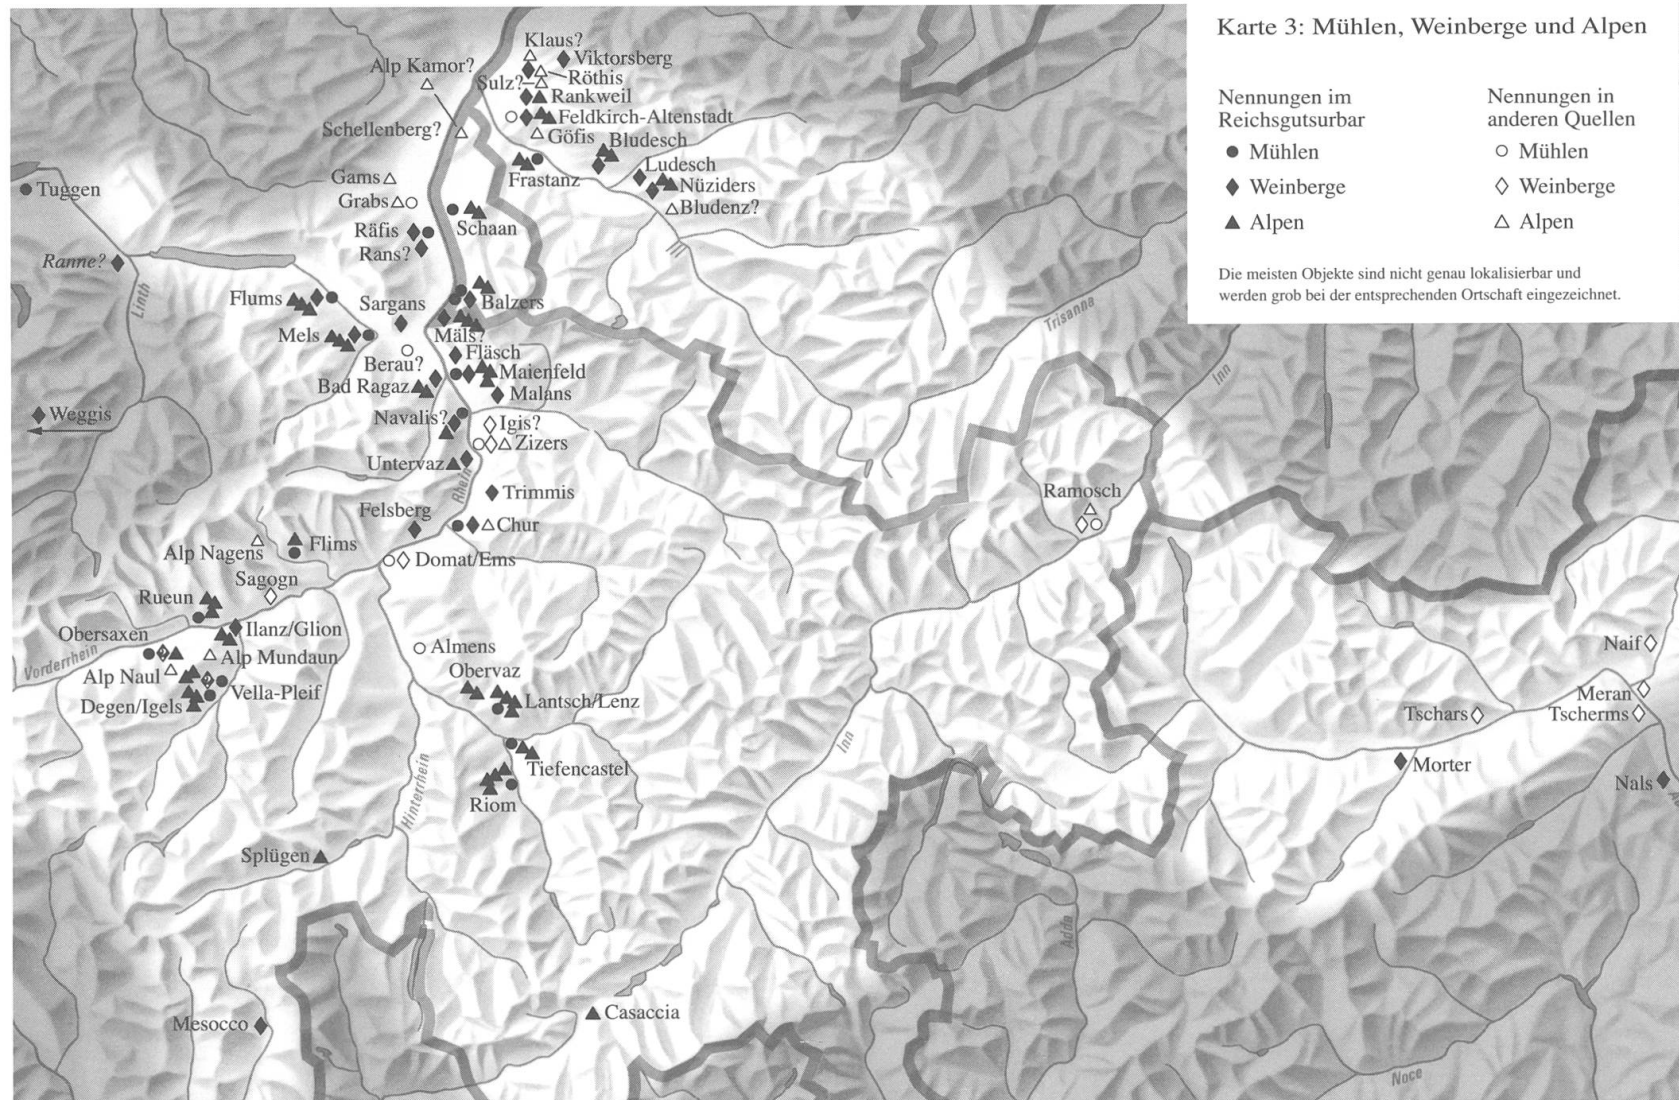 Karte 3: Mühlen, Weinberge und Alpen
Nennungen im
Reichsgutsurbar
Mühlen
Weinberge
Alpen
Nennungen in
anderen Quellen
Mühlen
Weinberge
Alpen
Die meisten Objekte sind nicht genau lokalisierbar und
werden grob bei der entsprechenden Ortschaft eingezeichnet.
Klaus?
Viktorsberg
Alp Kamor?
Röthis
Sulz?
Rankweil
Feldkirch-Altenstadt
Schellenberg?
Göfis
Bludesch
Ludesch
Frastanz
Gams
Nüziders
Tuggen
Grabs
Bludenz?
Schaan
Räfis
Rans?
Ranne?
Linth
Flums
Sargans
Balzers
Trisanna
Mels
Mäls?
Fläsch
Berau?
Maienfeld
Inn
Bad Ragaz
Malans
Weggis
Navalis?
Igis?
Zizers
Untervaz
Rhein
Trimmis
Ramosch
Felsberg
Chur
Alp Nagens
Flims
Domat/Ems
Sagogn
Rueun
Ilanz/Glion
Obersaxen
Vorderrhein
Alp Mundaun
Almens
Naif
Alp Naul
Obervaz
Vella-Pleif
Meran
Degen/Igels
Lantsch/Lenz
Tschars
Tscherms
Inn
Tiefencastel
Morter
Hinterrhein
Riom
Nals
Splügen
Adda
Casaccia
Mesocco
Noce